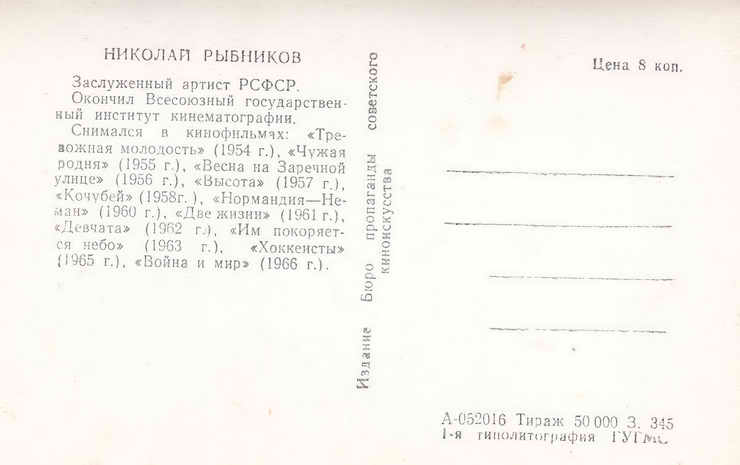 НИКОЛАЙ РЫБНИКОВ
Заслуженный артист РСФСР.
Окончил Всесоюзный государствен-
ный институт кинематографии.
Снимался в кинофильмах: «Тре-
вожная молодость» (1954 г.), «Чужая
родня» (1955 г.), «Весна на Заречной
улице» (1956 г.), «Высота» (1957 г.),
«Кочубей» (1958г. ), «Нормандия—Не-
ман» (1960 г.), «Две жизни» (1961 г.),
«Девчата» (1962 г.) «Им покоряет-
ся небо» (1963 г.), «Хоккеисты»
(1965 г.), «Война и мир» (1966 г.).
Издание Бюро пропаганды советского
киноискусства
Цена 8 коп.
А-052016 Тираж 50 000 З. 345
1-я типолитография